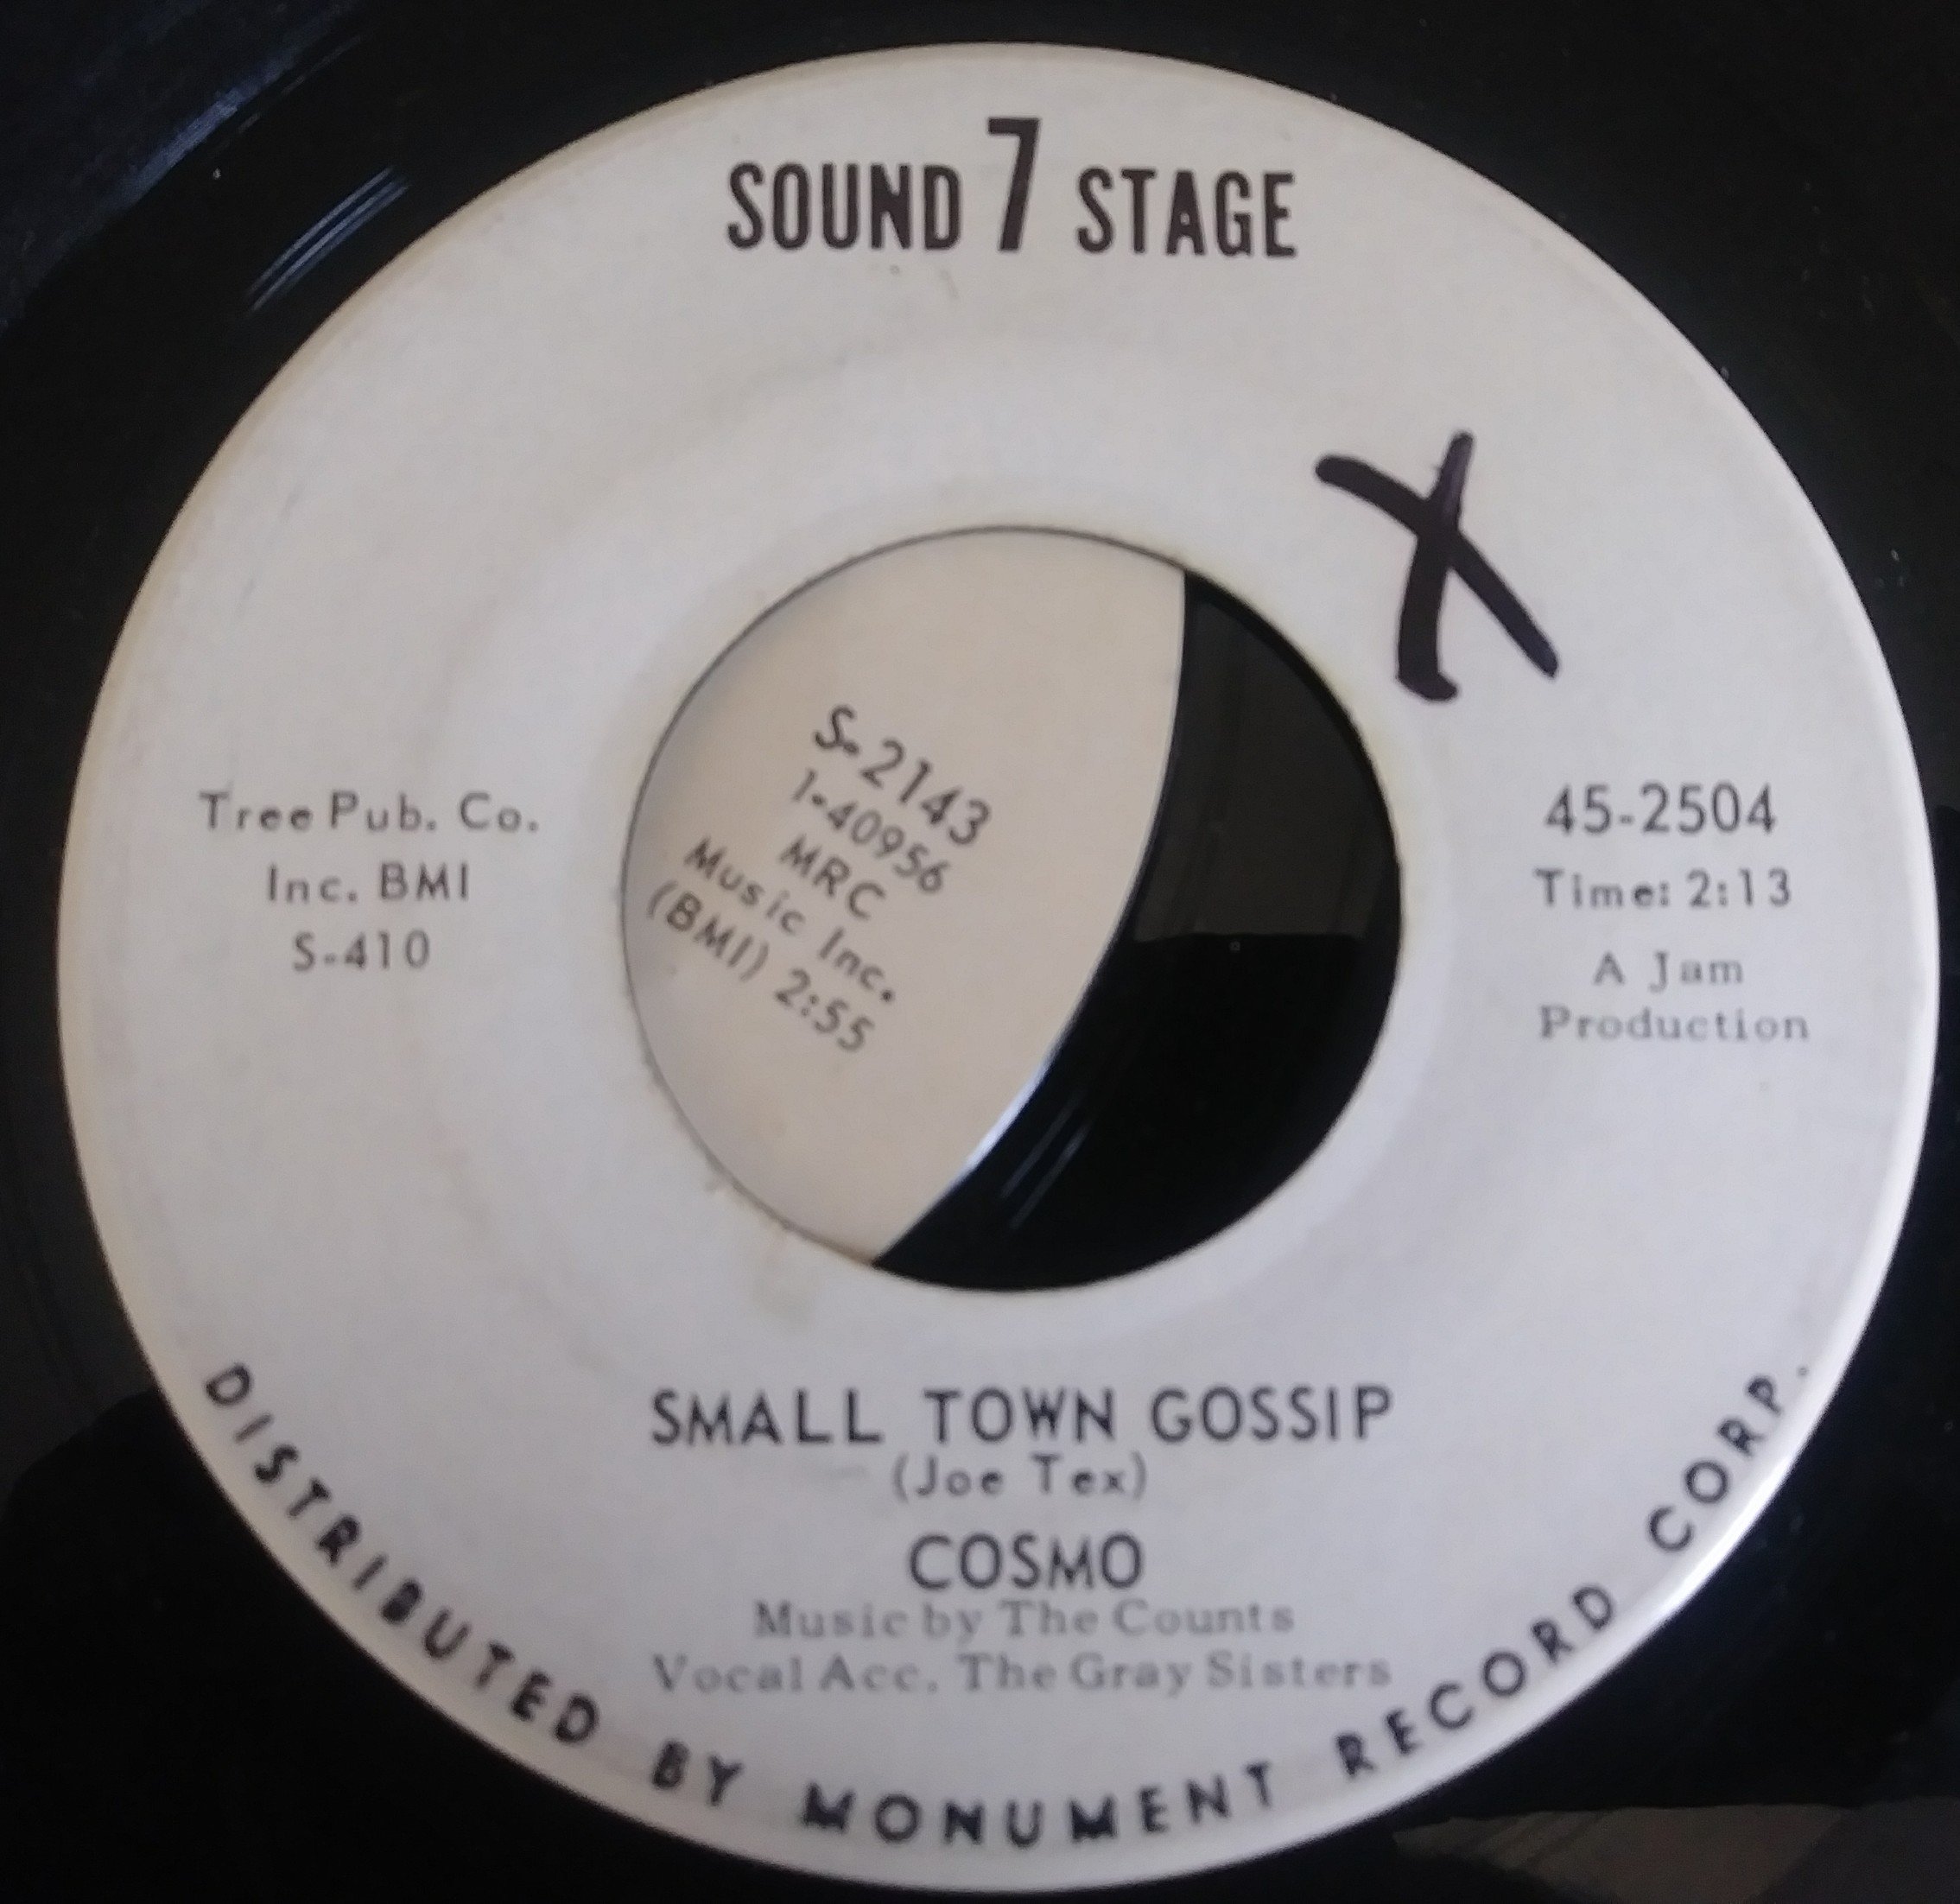 SOUND 7 STAGE
X
Tree Pub. Co.
Inc. BMI
S-410
S-2143
1-40956
MRC
Music Inc.
(BMI) 2:55
45-2504
Time: 2:13
A Jam
Production
SMALL TOWN GOSSIP
(Joe Tex)
COSMO
Music by The Counts
Vocal Acc. The Gray Sisters
DISTRIBUTED BY MONUMENT RECORD CORP.